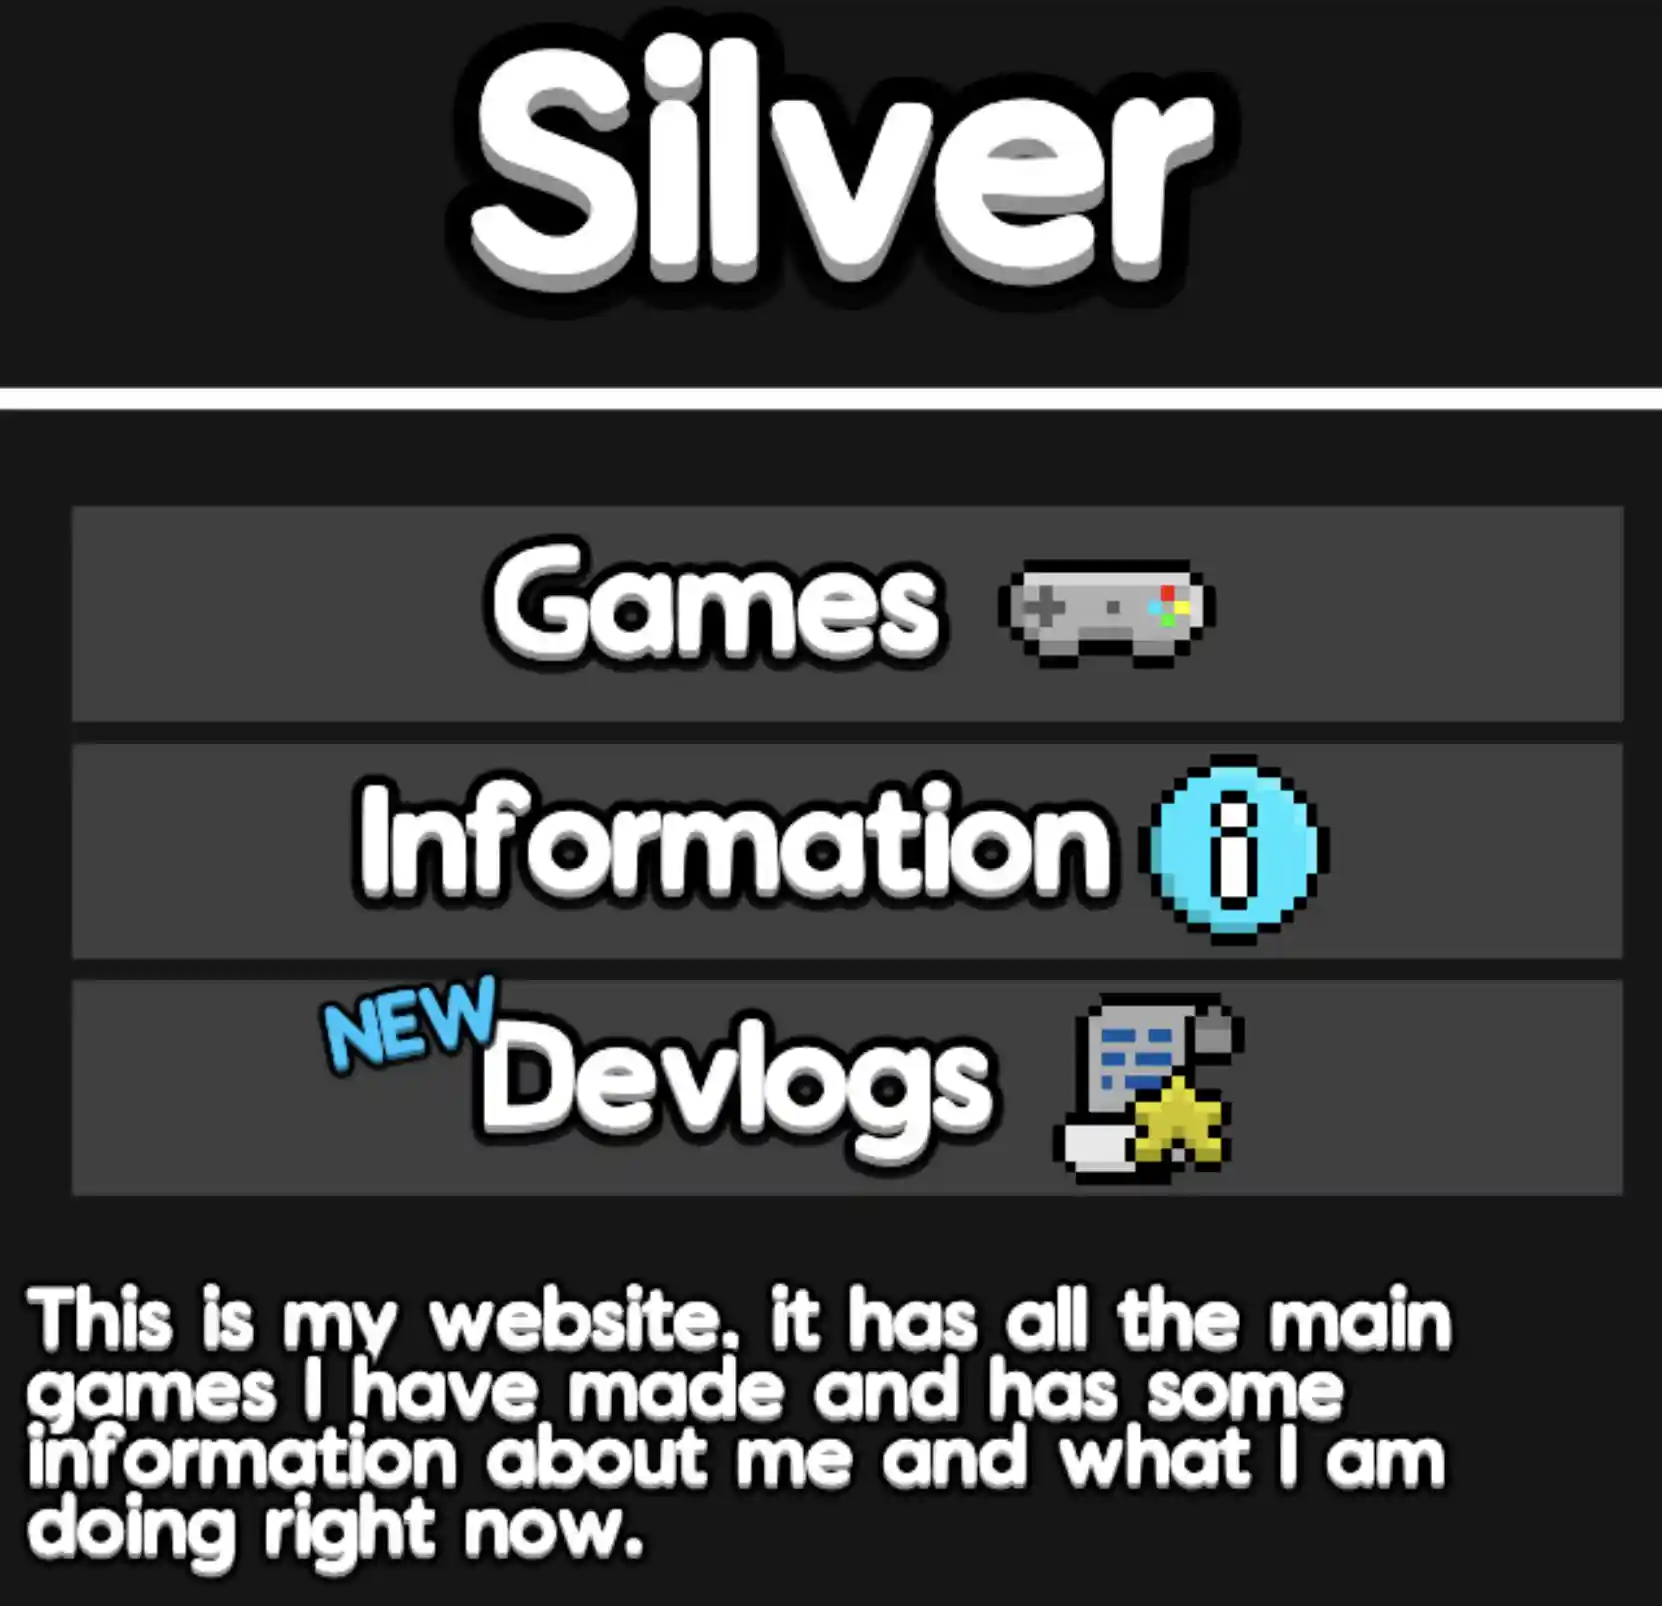 Silver
Games
Information
NEW
Devlogs
This is my website. it has all the main
games I have made and has some
information about me and what I am
doing right now.